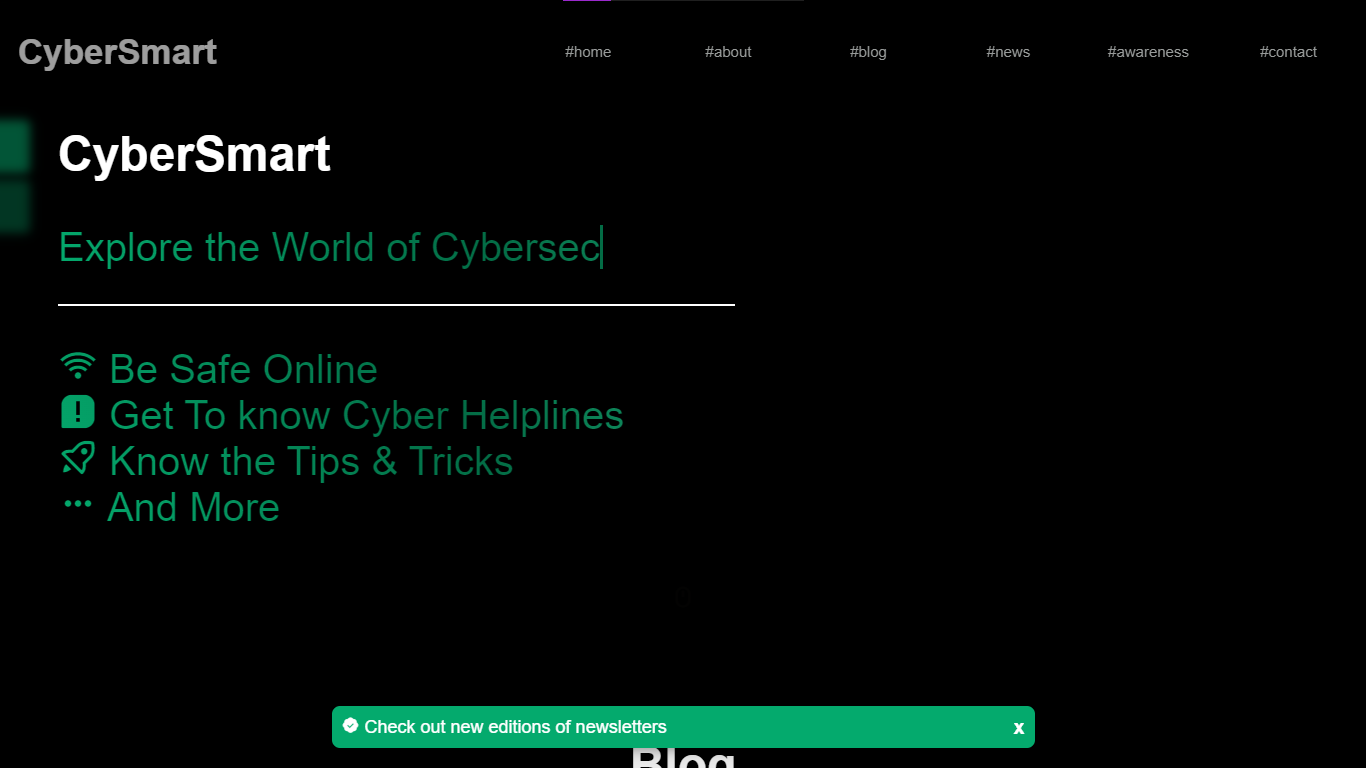 CyberSmart
#home #about #blog #news #awareness #contact
CyberSmart
Explore the World of Cybersec
Be Safe Online
Get To know Cyber Helplines
Know the Tips & Tricks
And More
0
Check out new editions of newsletters x
Blog